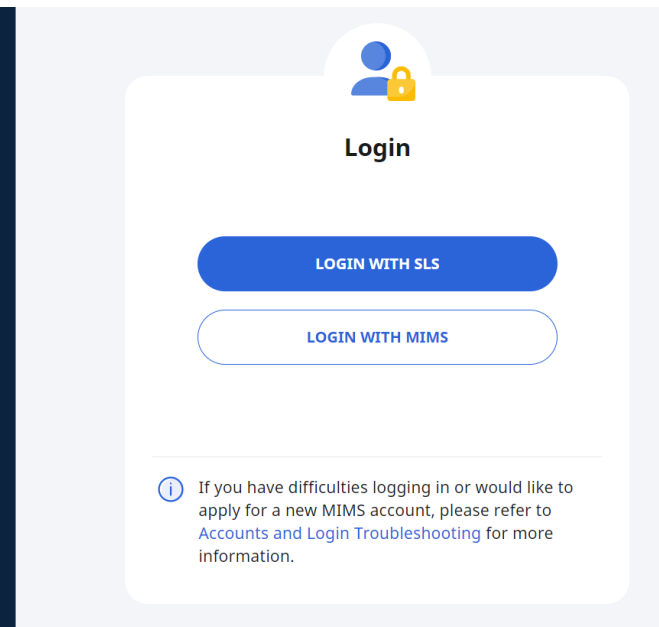 Login
LOGIN WITH SLS
LOGIN WITH MIMS
If you have difficulties logging in or would like to
apply for a new MIMS account, please refer to
Accounts and Login Troubleshooting for more
information.